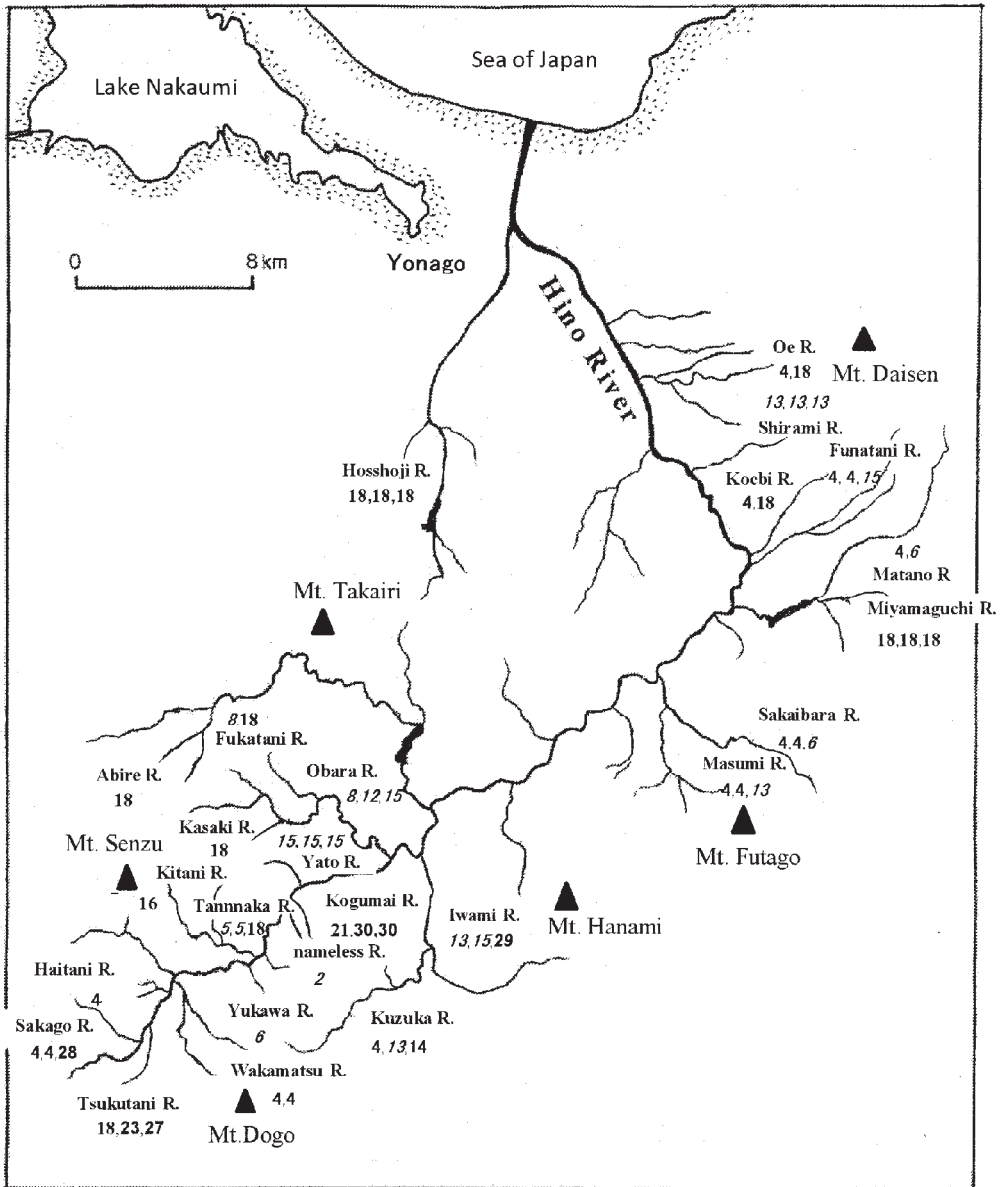 Sea of Japan
Lake Nakaumi
0 8km
Yonago
Hino River
Oe R.
4,18
Mt. Daisen
13,13,13
Shirami R.
Funatani R.
Hosshoji R.
18,18,18
Koebi R.
4,18
4,4,15
4,6
Matano R
Mt. Takairi
Miyamaguchi R.
18,18,18
8,18
Fukatani R.
Sakaibara R.
4,4,6
Abire R.
18
Obara R.
8,12,15
Masumi R.
4,4,13
Kasaki R.
18
15,15,15
Mt. Senzu
Yato R.
Mt. Futago
Kitani R.
16
Tannnaka R.
5,5,18
Kogumai R.
21,30,30
Iwami R.
13,15,29
Mt. Hanami
nameless R.
2
Haitani R.
4
Yukawa R.
6
Kuzuka R.
4,13,14
Sakago R.
4,4,28
Wakamatsu R.
4,4
Tsukutani R.
18,23,27
Mt.Dogo